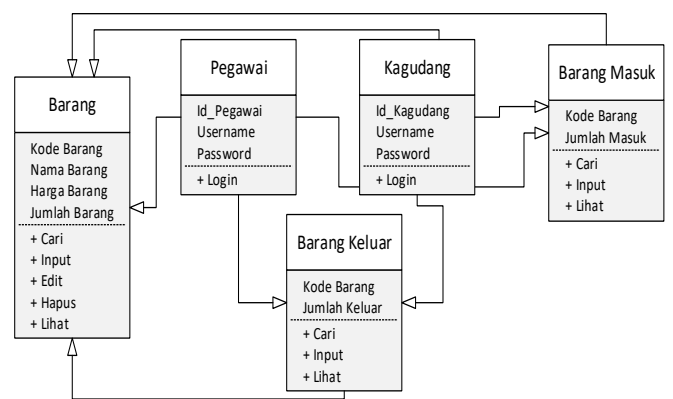 Barang
Kode Barang
Nama Barang
Harga Barang
Jumlah Barang
+ Cari
+ Input
+ Edit
+ Hapus
+ Lihat
Pegawai
Id_Pegawai
Username
Password
+ Login
Kagudang
Id_Kagudang
Username
Password
+ Login
Barang Masuk
Kode Barang
Jumlah Masuk
+ Cari
+ Input
+ Lihat
Barang Keluar
Kode Barang
Jumlah Keluar
+ Cari
+ Input
+ Lihat